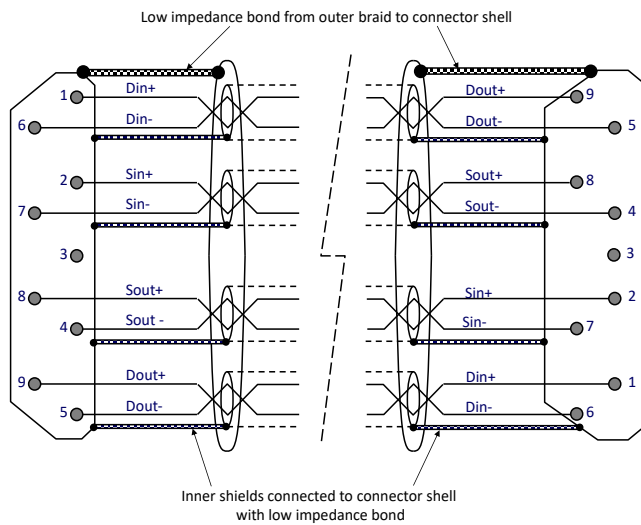 Low impedance bond from outer braid to connector shell
1 Din+ Dout+ 9
6 Din- Dout- 5
2 Sin+ Sout+ 8
7 Sin- Sout- 4
3 3
8 Sout+ Sin+ 2
4 Sout - Sin- 7
9 Dout+ Din+ 1
5 Dout- Din- 6
Inner shields connected to connector shell
with low impedance bond